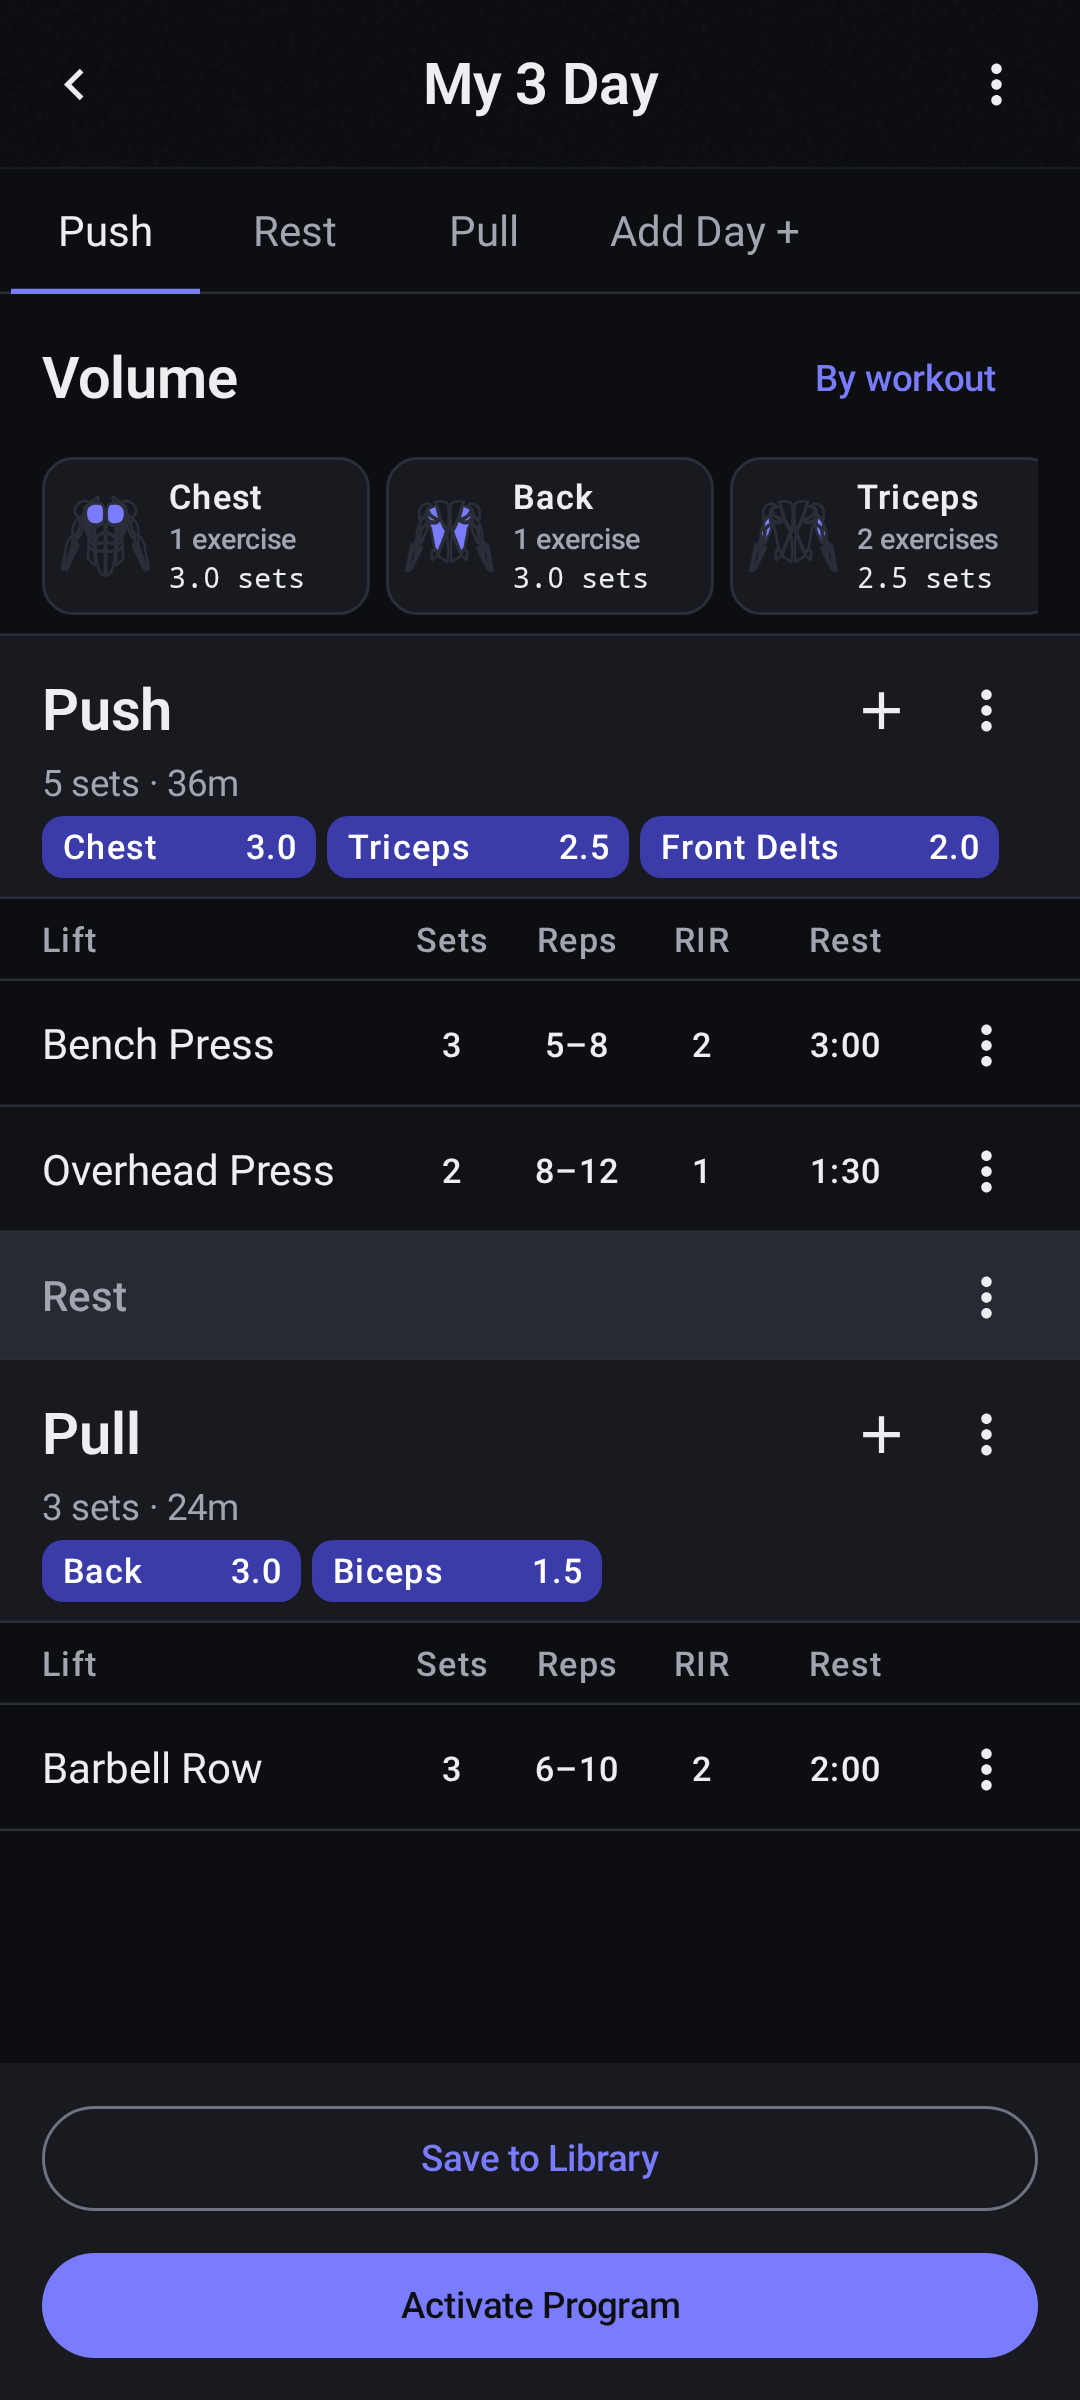 My 3 Day
Push Rest Pull Add Day +
Volume By workout
Chest
1 exercise
3.0 sets
Back
1 exercise
3.0 sets
Triceps
2 exercises
2.5 sets
Push
5 sets · 36m
Chest 3.0 Triceps 2.5 Front Delts 2.0
Lift Sets Reps RIR Rest
Bench Press 3 5–8 2 3:00
Overhead Press 2 8–12 1 1:30
Rest
Pull
3 sets · 24m
Back 3.0 Biceps 1.5
Lift Sets Reps RIR Rest
Barbell Row 3 6–10 2 2:00
Save to Library
Activate Program